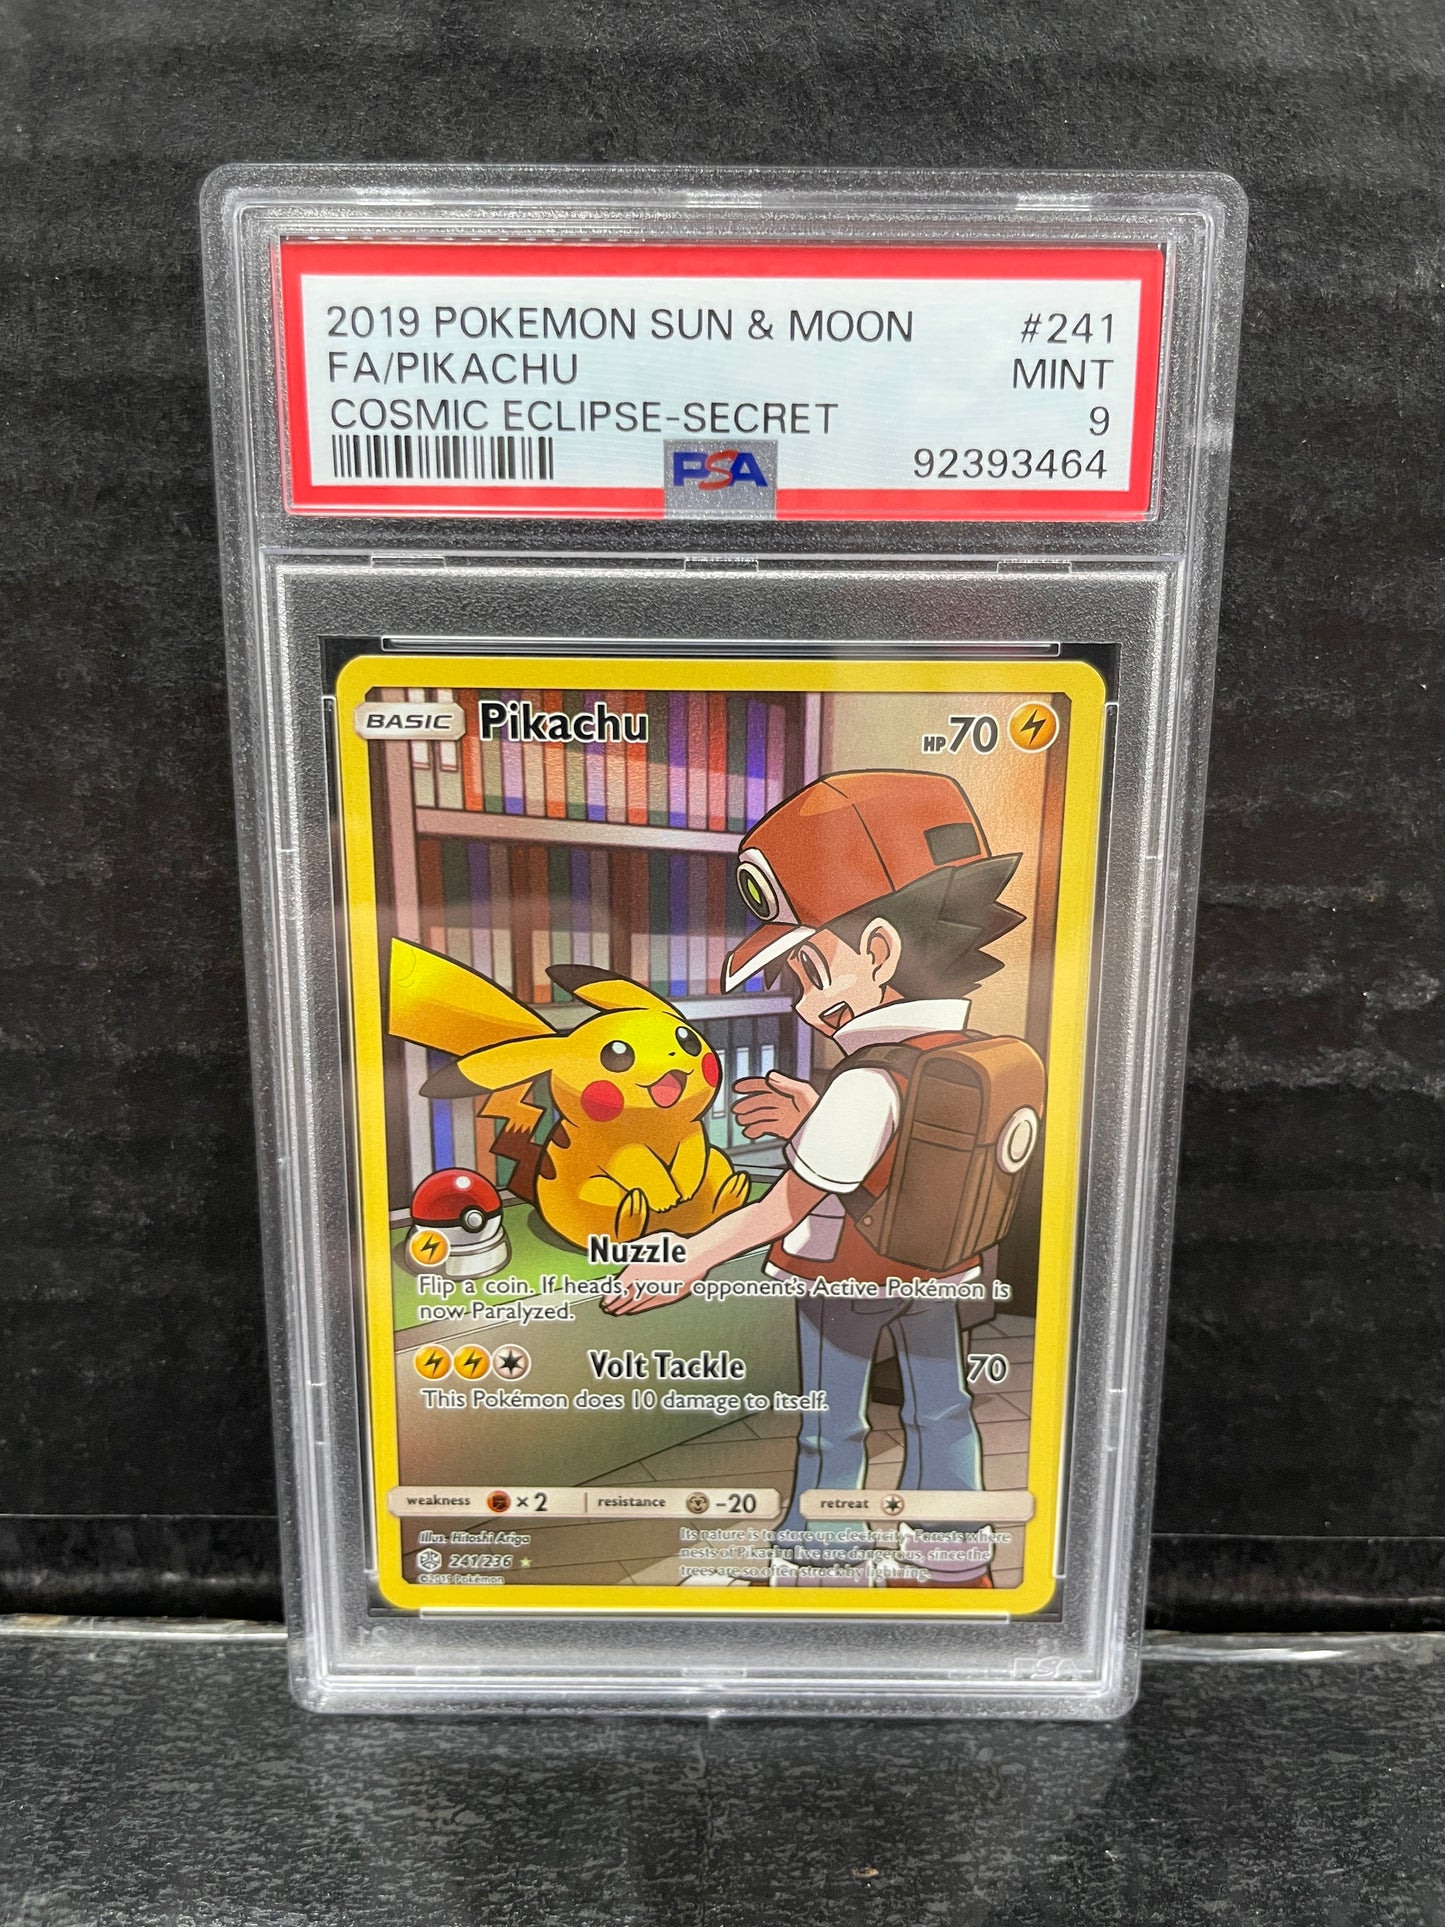 2019 POKEMON SUN & MOON #241
FA/PIKACHU MINT
COSMIC ECLIPSE-SECRET 9
PSA 92393464
BASIC Pikachu HP 70
Nuzzle
Flip a coin. If heads, your opponent's Active Pokémon is
now Paralyzed.
Volt Tackle 70
This Pokémon does 10 damage to itself.
weakness ×2 resistance -20 retreat
Illus. Hitoshi Ariga
241/236
©2019 Pokémon
Its nature is to store up electricity. Forests where
nests of Pikachu live are dangerous, since the
trees are so often struck by lightning.
PSA